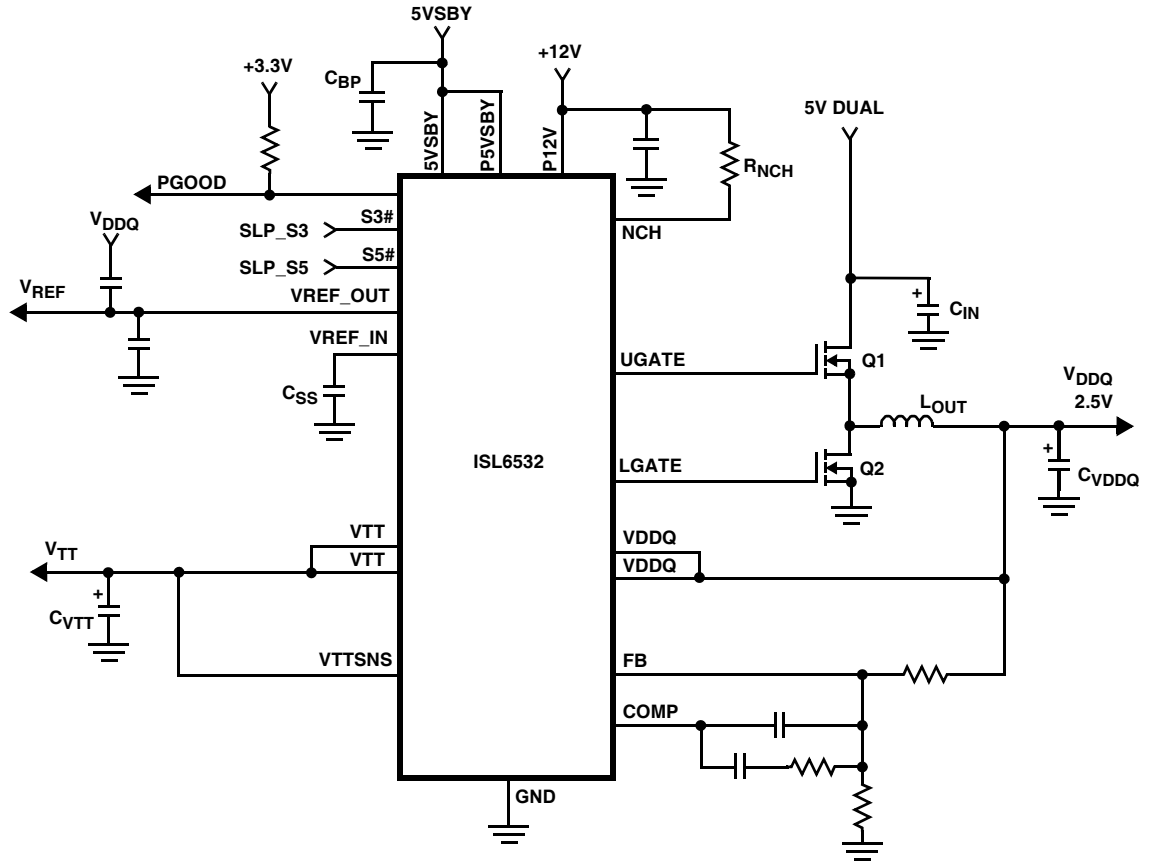 5VSBY
+12V
+3.3V
CBP
5V DUAL
5VSBY
P5VSBY
P12V
RNCH
PGOOD
NCH
VDDQ
S3#
SLP_S3
S5#
SLP_S5
VREF
VREF_OUT
+
CIN
VREF_IN
UGATE
Q1
CSS
VDDQ
2.5V
LOUT
ISL6532
LGATE
Q2
+
CVDDQ
VTT
VDDQ
VTT
VTT
VDDQ
+
CVTT
VTTSNS
FB
COMP
GND